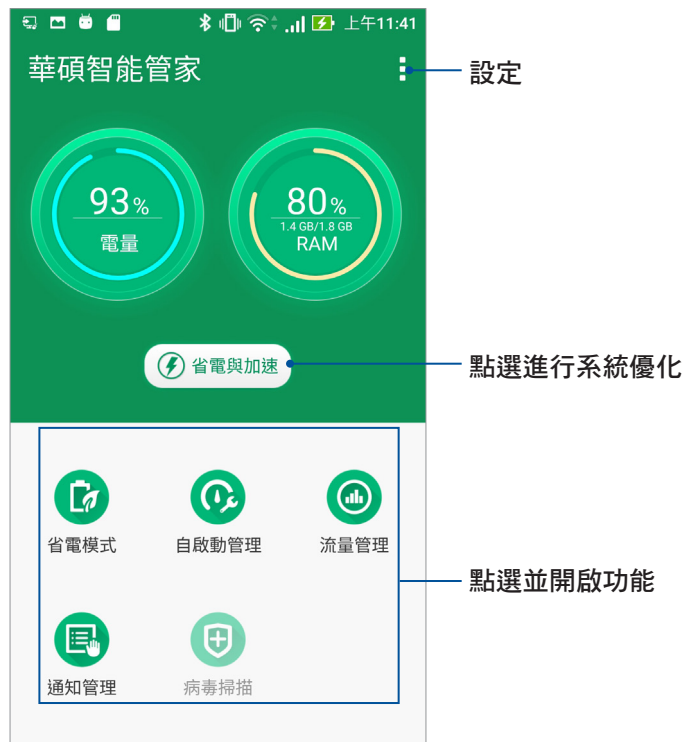 上午11:41
華碩智能管家
設定
93%
電量
80%
1.4 GB/1.8 GB
RAM
省電與加速
點選進行系統優化
省電模式
自啟動管理
流量管理
點選並開啟功能
通知管理
病毒掃描